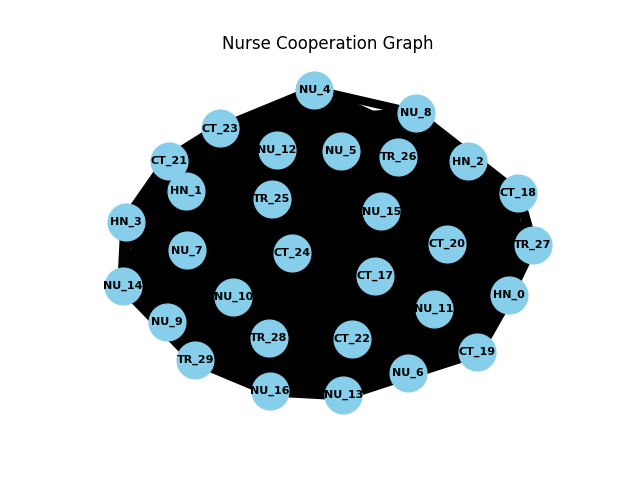 Nurse Cooperation Graph
NU_4
NU_8
CT_23
NU_12
NU_5
TR_26
CT_21
HN_2
HN_1
TR_25
CT_18
NU_15
HN_3
NU_7
CT_24
CT_20
TR_27
CT_17
NU_14
NU_10
HN_0
NU_11
NU_9
TR_28
CT_22
CT_19
TR_29
NU_6
NU_16
NU_13